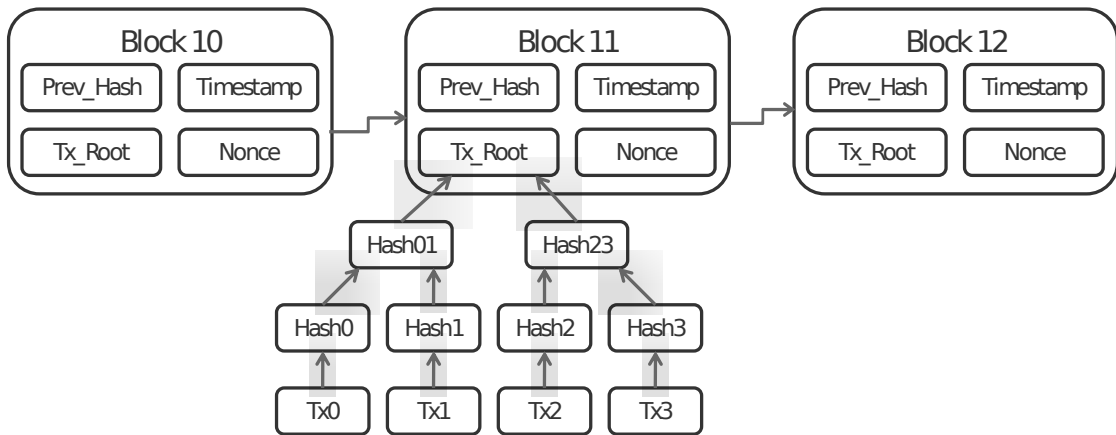 Block 10
Block 11
Block 12
Prev_Hash
Timestamp
Prev_Hash
Timestamp
Prev_Hash
Timestamp
Tx_Root
Nonce
Tx_Root
Nonce
Tx_Root
Nonce
Hash01
Hash23
Hash0
Hash1
Hash2
Hash3
Tx0
Tx1
Tx2
Tx3